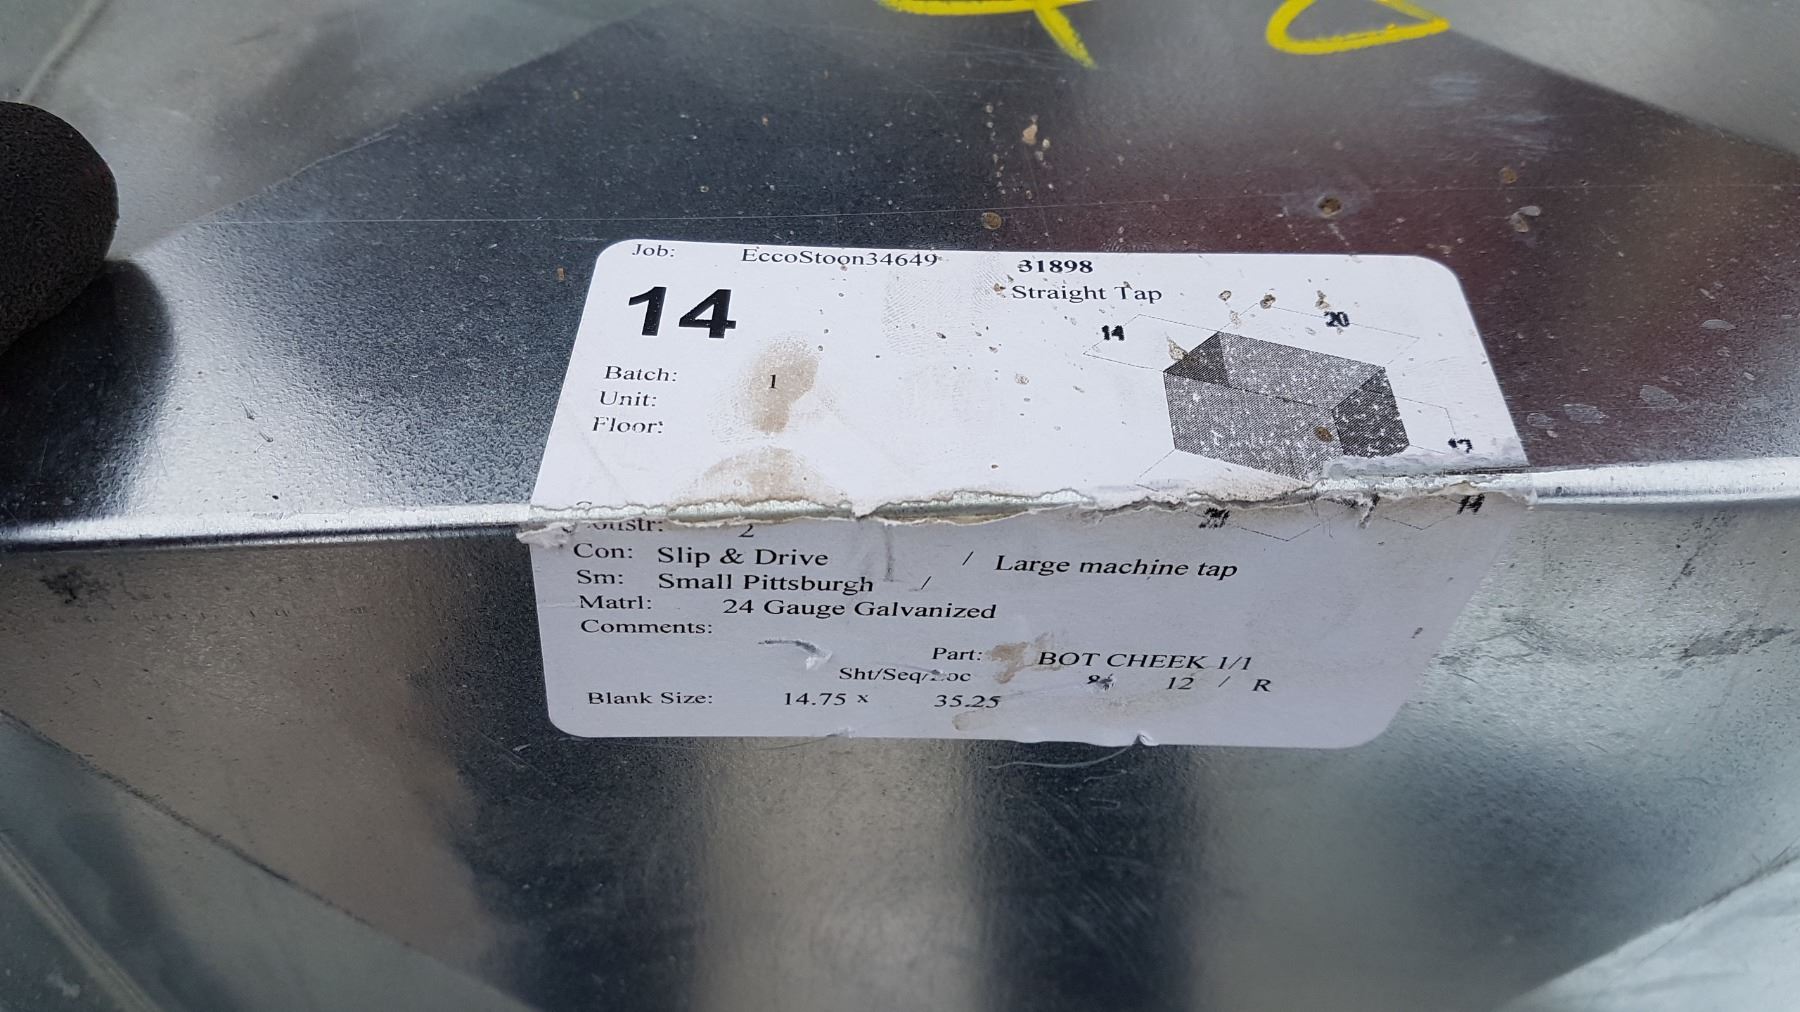 Job: EccoStoon34649 31898
14 Straight Tap
14 20
Batch: 1
Unit:
Floor:
2 14
Con: Slip & Drive / Large machine tap
Sm: Small Pittsburgh /
Matrl: 24 Gauge Galvanized
Comments:
Part: BOT CHEEK 1/1
12 / R
Blank Size: 14.75 x 35.25